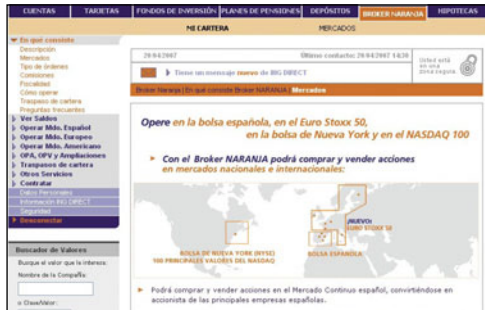 CUENTAS
TARJETAS
FONDOS DE INVERSIÓN
PLANES DE PENSIONES
DEPÓSITOS
BROKER NARANJA
HIPOTECAS
MI CARTERA
MERCADOS
En qué consiste
Descripción
Mercados
Tipo de órdenes
Comisiones
Fiscalidad
Cómo operar
Traspaso de cartera
Preguntas frecuentes
Ver Saldos
Operar Mdo. Español
Operar Mdo. Europeo
Operar Mdo. Americano
OPA, OPV y Ampliaciones
Traspasos de cartera
Otros Servicios
Contratar
Datos Personales
Información ING DIRECT
Seguridad
Desconectar
Buscador de Valores
Busque el valor que le interesa:
Nombre de la Compañía:
o Clase/Valor:
20/04/2007
Último contacto: 20/04/2007 14:20
Usted está
en una
zona segura.
Tiene un mensaje nuevo de ING DIRECT
Broker Naranja | En qué consiste Broker NARANJA | Mercados
Opere en la bolsa española, en el Euro Stoxx 50,
en la bolsa de Nueva York y en el NASDAQ 100
Con el Broker NARANJA podrá comprar y vender acciones
en mercados nacionales e internacionales:
¡NUEVO!
EURO STOXX 50
BOLSA DE NUEVA YORK (NYSE)
100 PRINCIPALES VALORES DEL NASDAQ
BOLSA ESPAÑOLA
Podrá comprar y vender acciones en el Mercado Continuo español, convirtiéndose en
accionista de las principales empresas españolas.